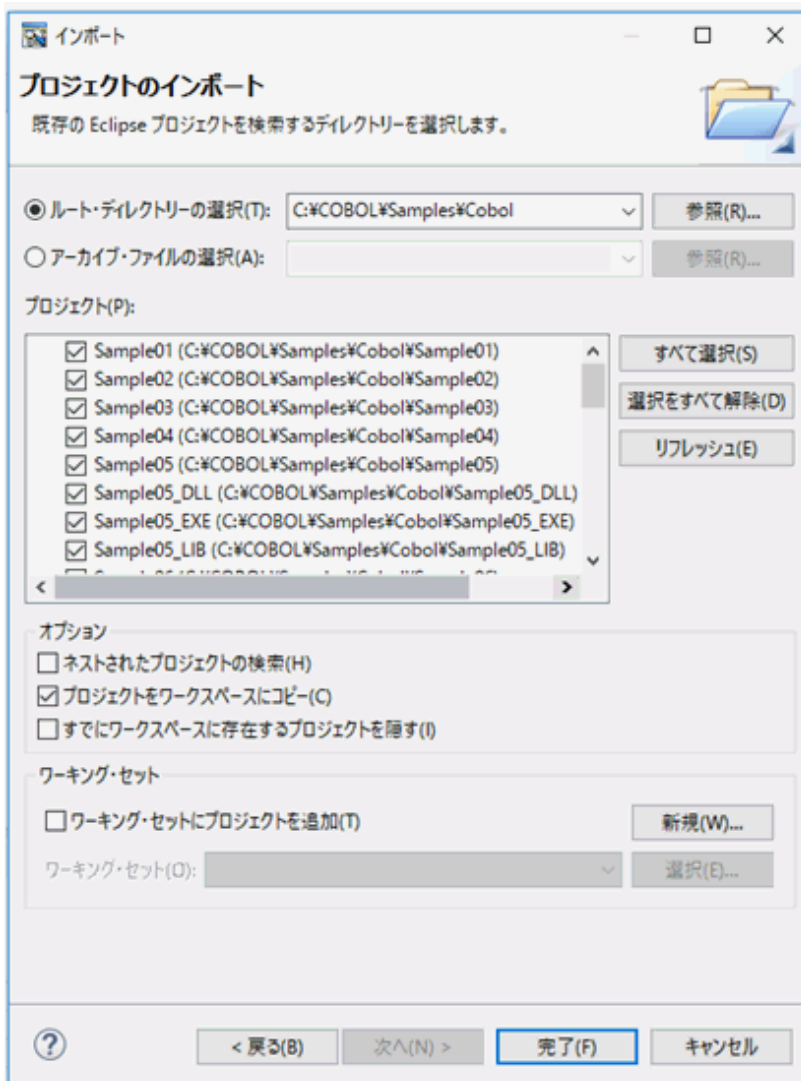 インポート
プロジェクトのインポート
既存の Eclipse プロジェクトを検索するディレクトリーを選択します。
ルート・ディレクトリーの選択(T): C:¥COBOL¥Samples¥Cobol 参照(R)...
アーカイブ・ファイルの選択(A): 参照(R)...
プロジェクト(P):
Sample01 (C:¥COBOL¥Samples¥Cobol¥Sample01)
Sample02 (C:¥COBOL¥Samples¥Cobol¥Sample02)
Sample03 (C:¥COBOL¥Samples¥Cobol¥Sample03)
Sample04 (C:¥COBOL¥Samples¥Cobol¥Sample04)
Sample05 (C:¥COBOL¥Samples¥Cobol¥Sample05)
Sample05_DLL (C:¥COBOL¥Samples¥Cobol¥Sample05_DLL)
Sample05_EXE (C:¥COBOL¥Samples¥Cobol¥Sample05_EXE)
Sample05_LIB (C:¥COBOL¥Samples¥Cobol¥Sample05_LIB)
すべて選択(S)
選択をすべて解除(D)
リフレッシュ(E)
オプション
ネストされたプロジェクトの検索(H)
プロジェクトをワークスペースにコピー(C)
すでにワークスペースに存在するプロジェクトを隠す(I)
ワーキング・セット
ワーキング・セットにプロジェクトを追加(T) 新規(W)...
ワーキング・セット(O): 選択(E)...
< 戻る(B) 次へ(N) > 完了(F) キャンセル